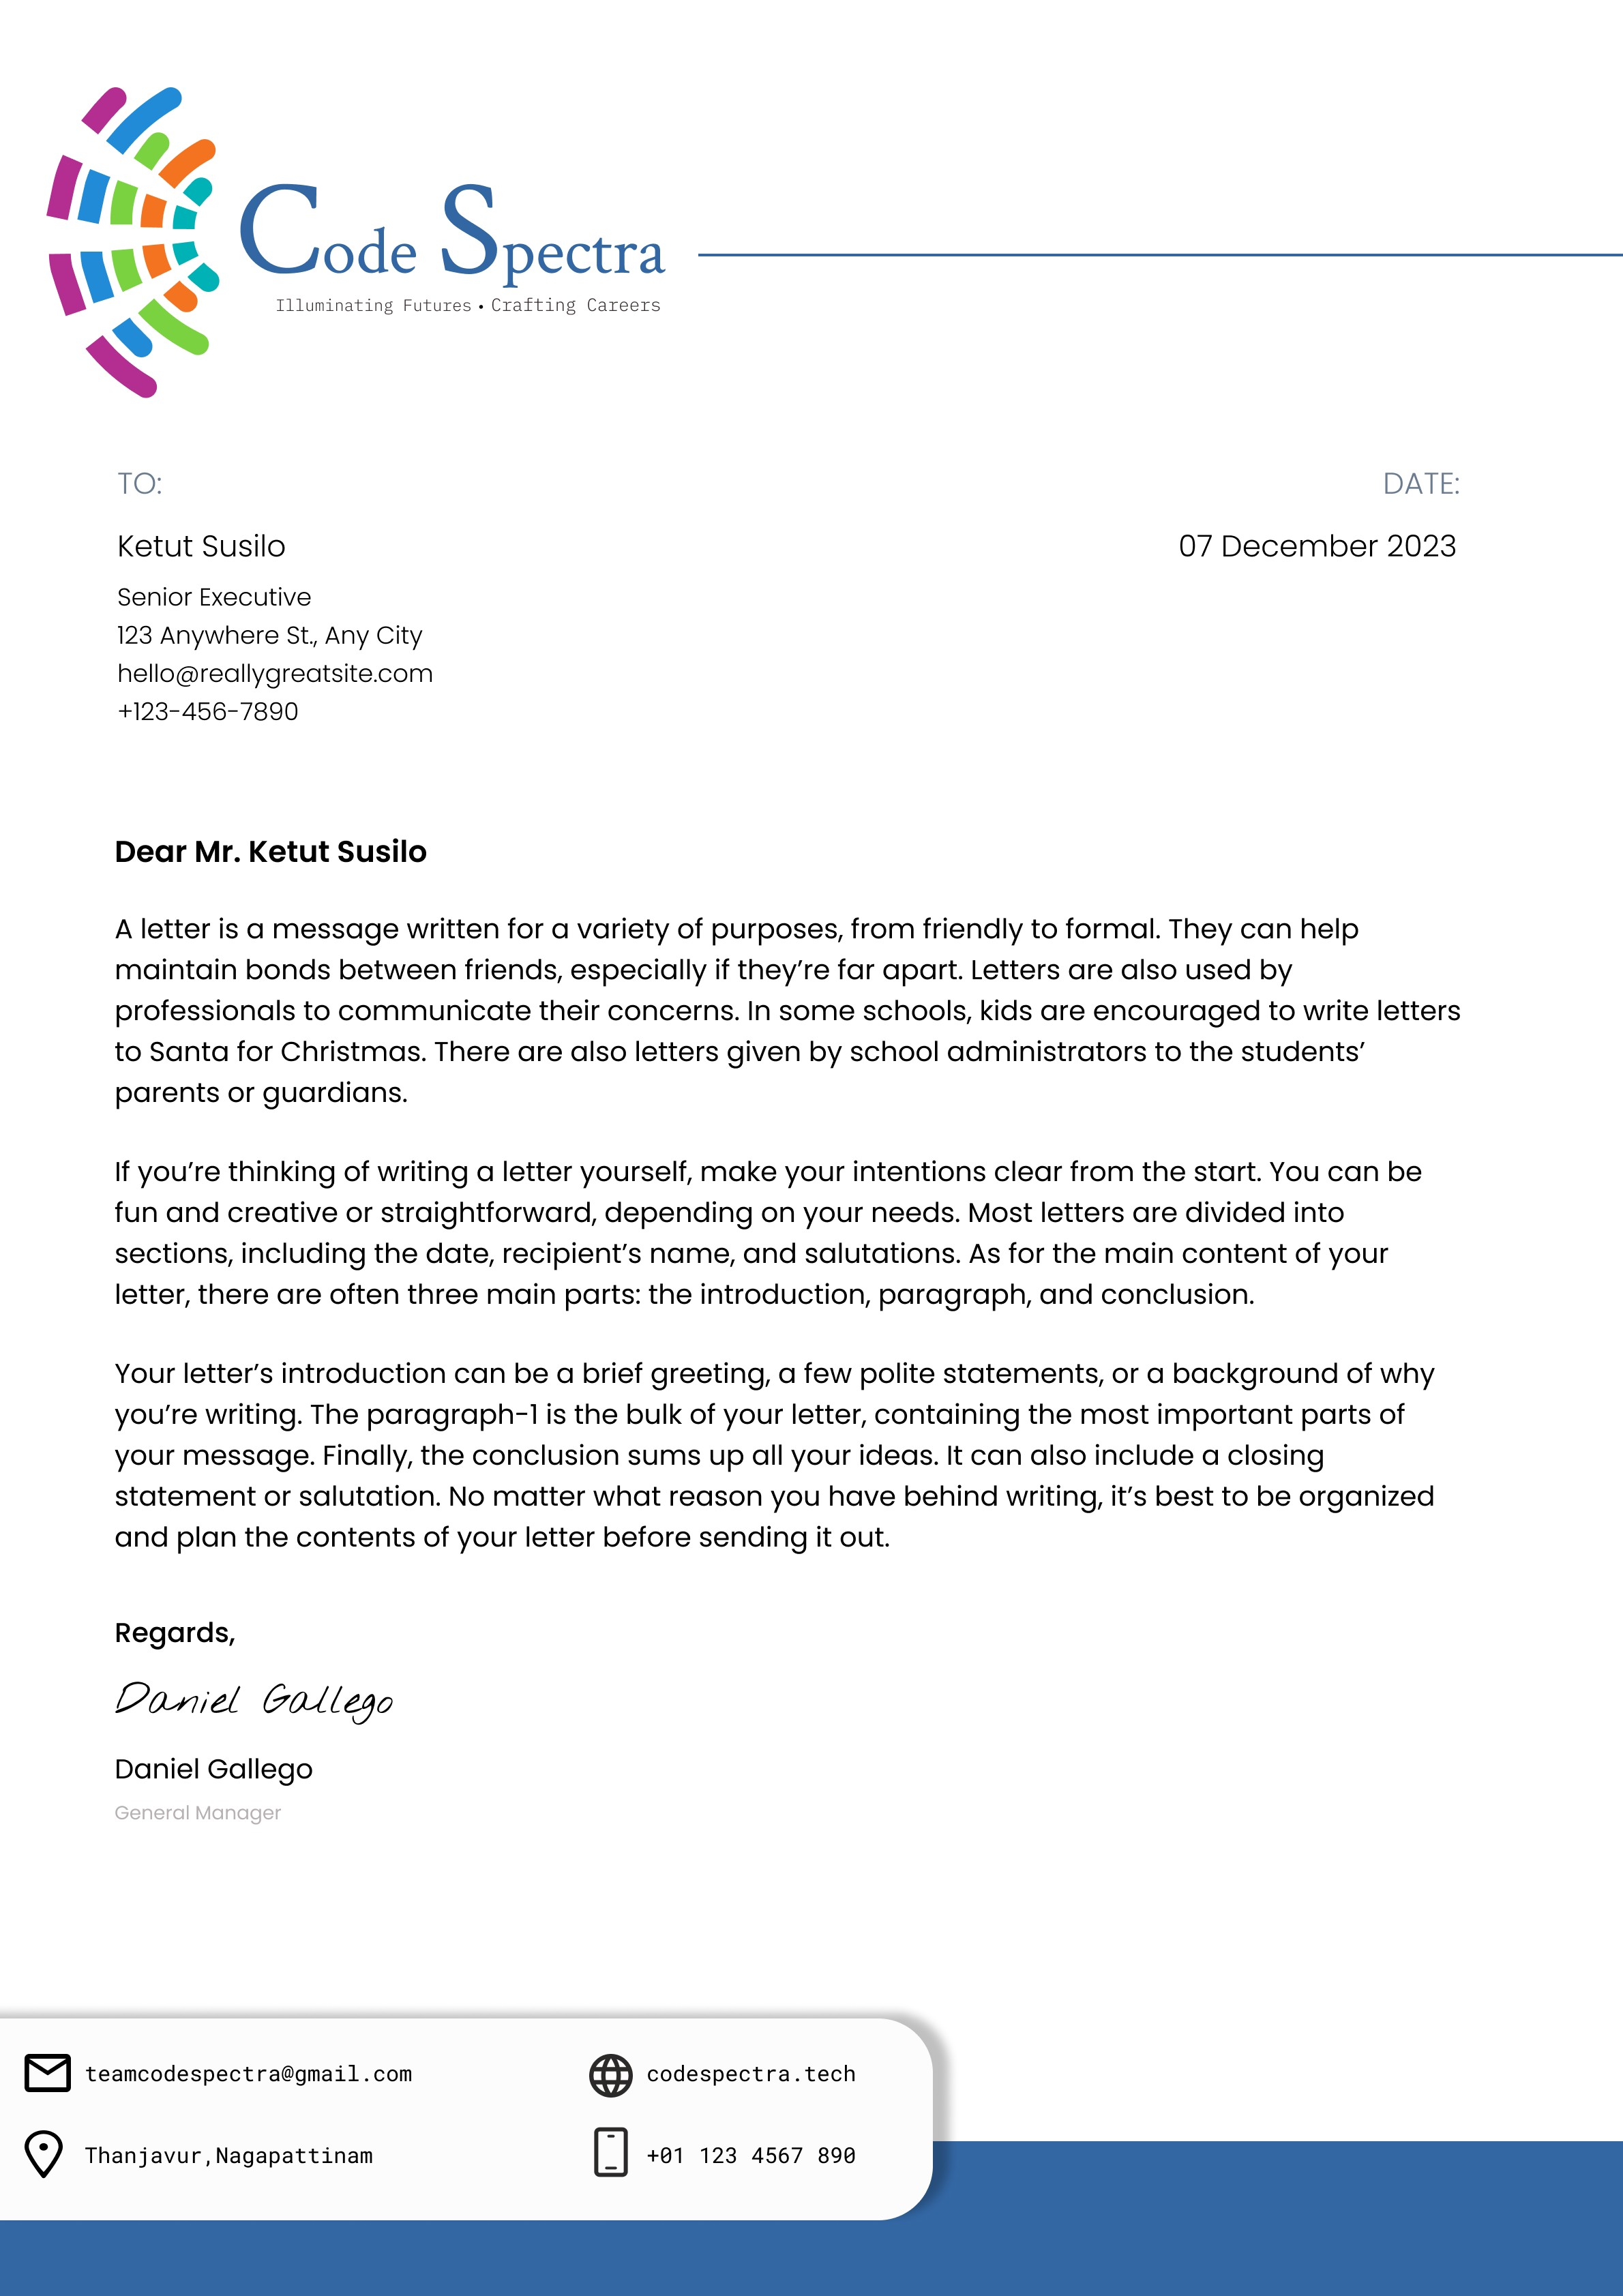 Code Spectra
Illuminating Futures • Crafting Careers
TO:
DATE:
Ketut Susilo
07 December 2023
Senior Executive
123 Anywhere St., Any City
hello@reallygreatsite.com
+123-456-7890
Dear Mr. Ketut Susilo
A letter is a message written for a variety of purposes, from friendly to formal. They can help
maintain bonds between friends, especially if they’re far apart. Letters are also used by
professionals to communicate their concerns. In some schools, kids are encouraged to write letters
to Santa for Christmas. There are also letters given by school administrators to the students’
parents or guardians.
If you’re thinking of writing a letter yourself, make your intentions clear from the start. You can be
fun and creative or straightforward, depending on your needs. Most letters are divided into
sections, including the date, recipient’s name, and salutations. As for the main content of your
letter, there are often three main parts: the introduction, paragraph, and conclusion.
Your letter’s introduction can be a brief greeting, a few polite statements, or a background of why
you’re writing. The paragraph-1 is the bulk of your letter, containing the most important parts of
your message. Finally, the conclusion sums up all your ideas. It can also include a closing
statement or salutation. No matter what reason you have behind writing, it’s best to be organized
and plan the contents of your letter before sending it out.
Regards,
Daniel Gallego
Daniel Gallego
General Manager
teamcodespectra@gmail.com
codespectra.tech
Thanjavur,Nagapattinam
+01 123 4567 890